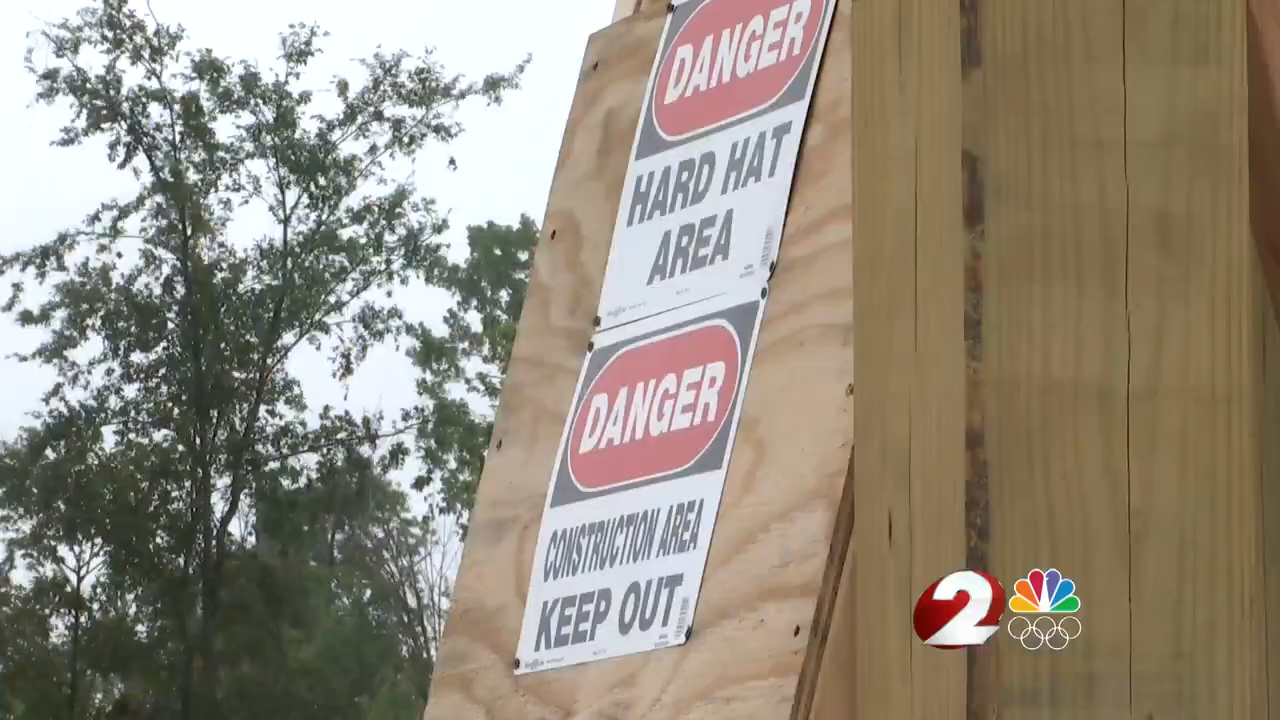 DANGER
HARD HAT
AREA
DANGER
CONSTRUCTION AREA
KEEP OUT
2